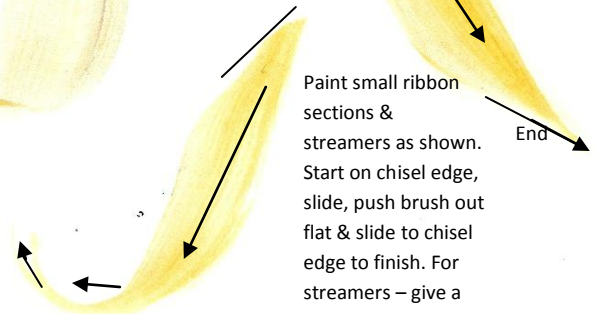 Paint small ribbon
sections &
streamers as shown.
Start on chisel edge,
slide, push brush out
flat & slide to chisel
edge to finish. For
streamers – give a
End